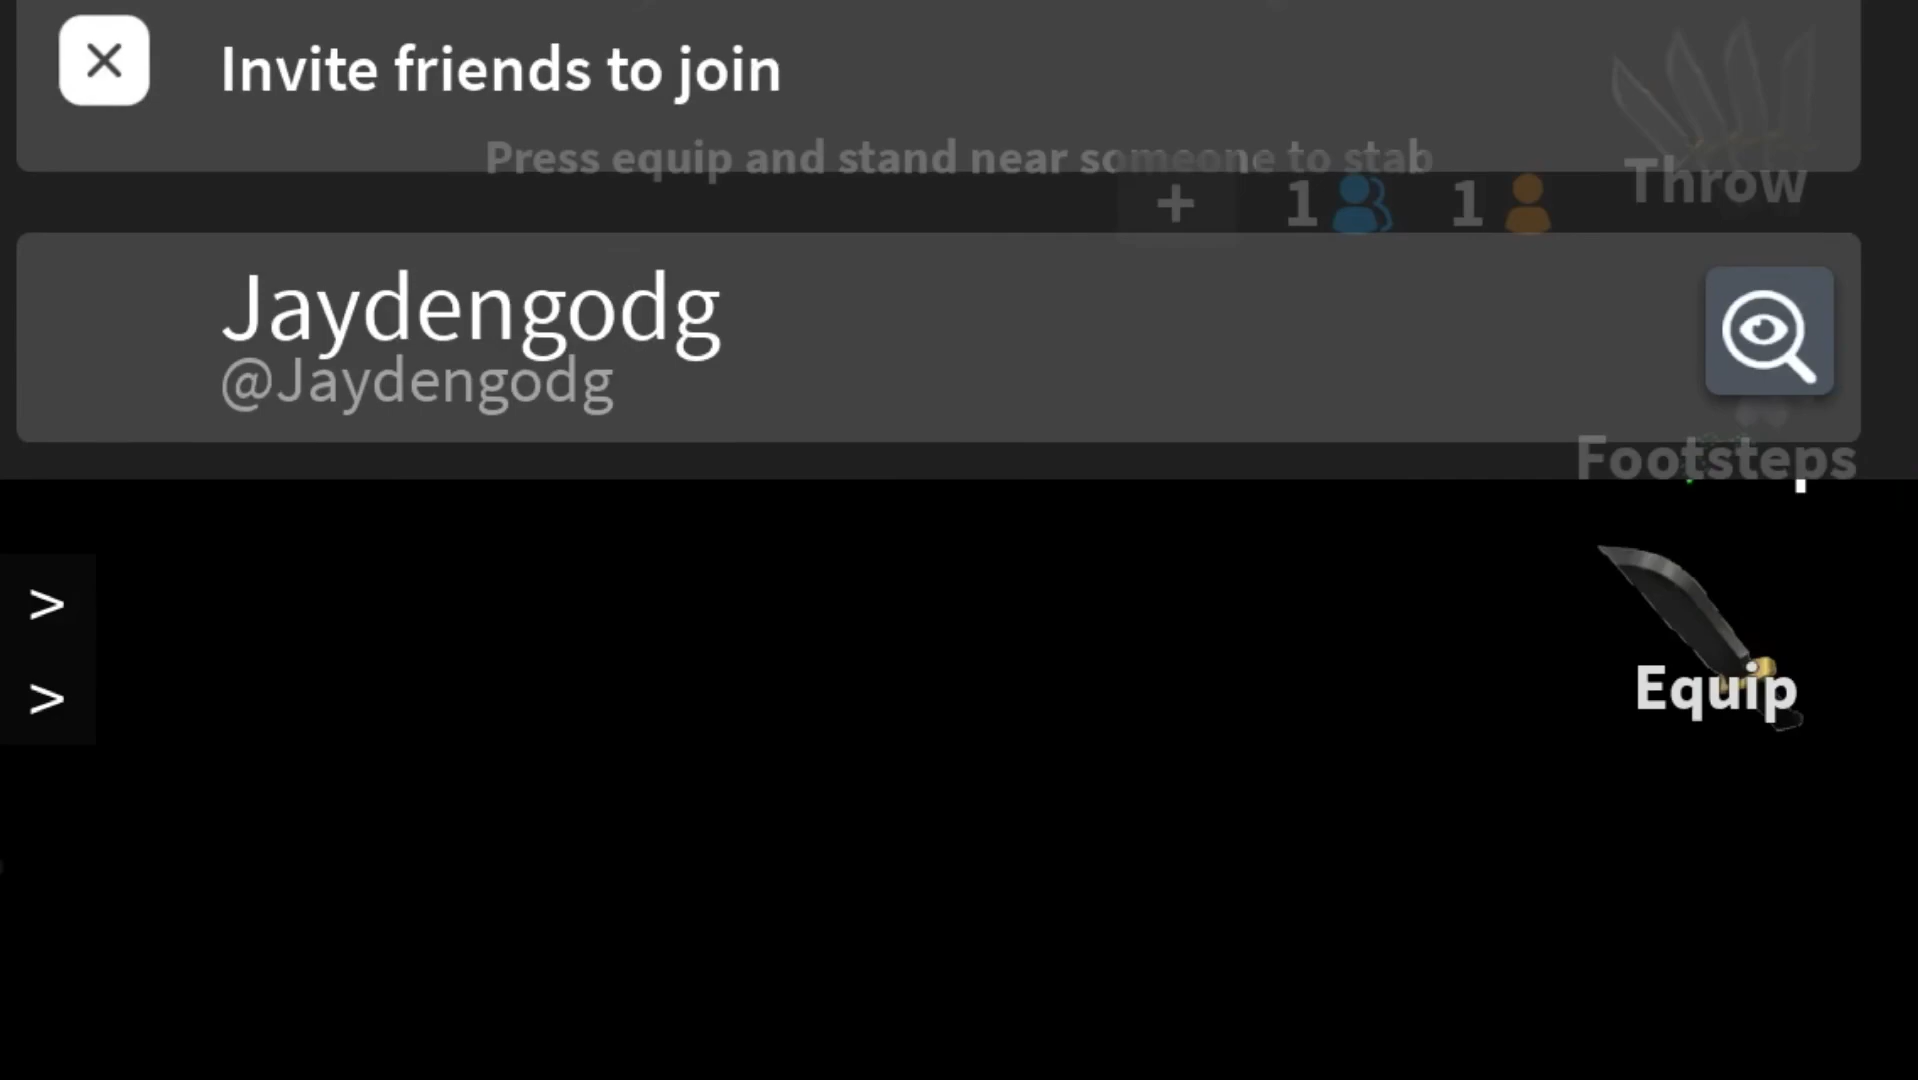 Invite friends to join
Press equip and stand near someone to stab
Throw
+ 1 1
Jaydengodg
@Jaydengodg
Footsteps
>
Equip
>